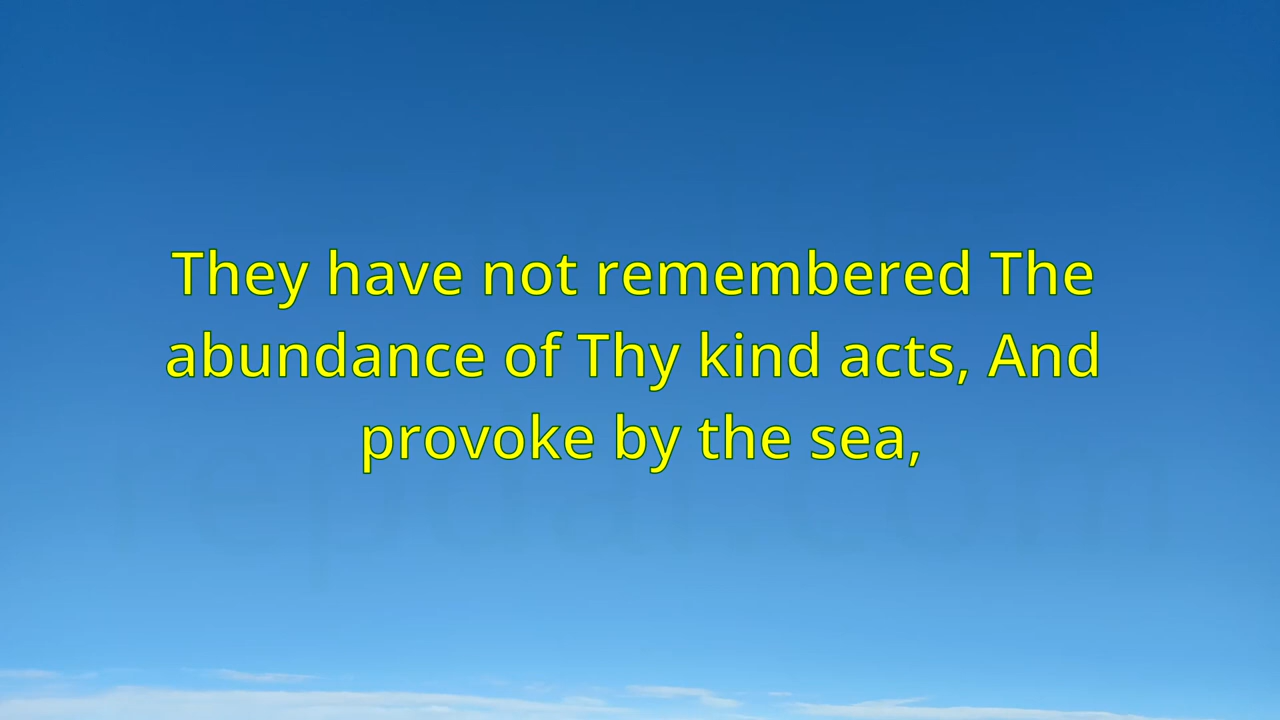 They have not remembered The
abundance of Thy kind acts, And
provoke by the sea,